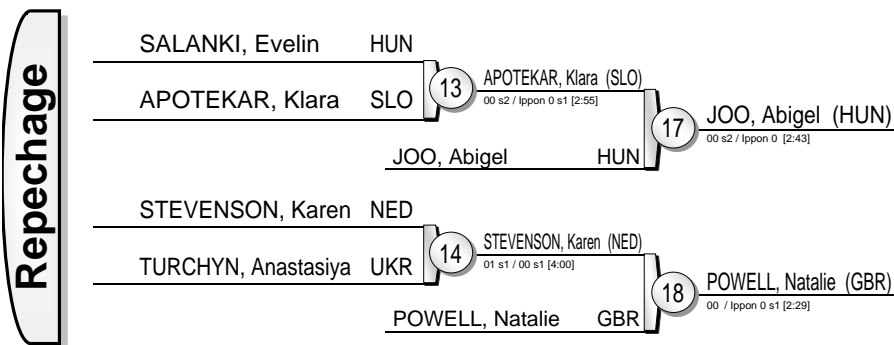 Repechage
SALANKI, Evelin HUN
APOTEKAR, Klara SLO
13
APOTEKAR, Klara (SLO)
00 s2 / Ippon 0 s1 [2:55]
JOO, Abigel HUN
17
JOO, Abigel (HUN)
00 s2 / Ippon 0 [2:43]
STEVENSON, Karen NED
TURCHYN, Anastasiya UKR
14
STEVENSON, Karen (NED)
01 s1 / 00 s1 [4:00]
POWELL, Natalie GBR
18
POWELL, Natalie (GBR)
00 / Ippon 0 s1 [2:29]